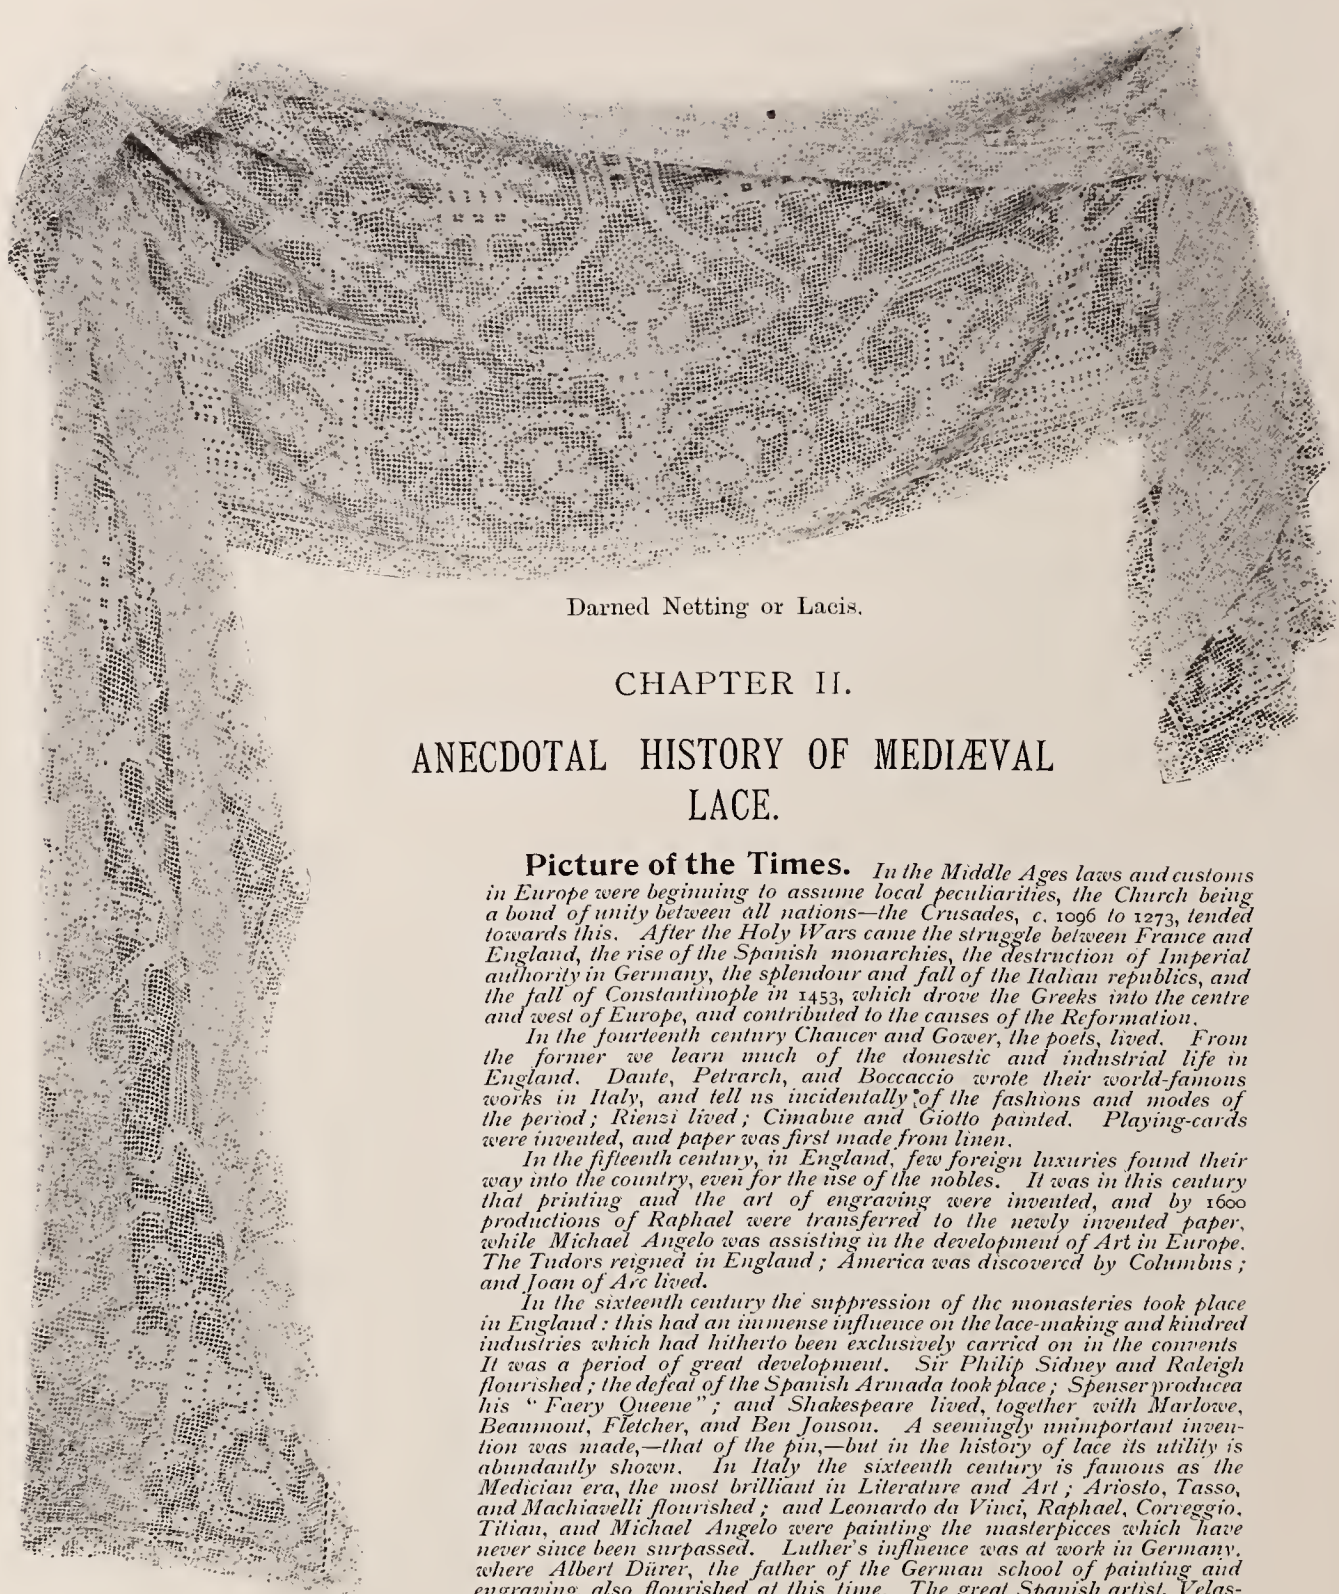 Darned Netting or Lacis.
CHAPTER II.
ANECDOTAL HISTORY OF MEDIÆVAL
LACE.
Picture of the Times. In the Middle Ages laws and customs
in Europe were beginning to assume local peculiarities, the Church being
a bond of unity between all nations—the Crusades, c. 1096 to 1273, tended
towards this. After the Holy Wars came the struggle between France and
England, the rise of the Spanish monarchies, the destruction of Imperial
authority in Germany, the splendour and fall of the Italian republics, and
the fall of Constantinople in 1453, which drove the Greeks into the centre
and west of Europe, and contributed to the causes of the Reformation.
In the fourteenth century Chaucer and Gower, the poets, lived. From
the former we learn much of the domestic and industrial life in
England. Dante, Petrarch, and Boccaccio wrote their world-famous
works in Italy, and tell us incidentally of the fashions and modes of
the period; Rienzi lived; Cimabue and Giotto painted. Playing-cards
were invented, and paper was first made from linen.
In the fifteenth century, in England, few foreign luxuries found their
way into the country, even for the use of the nobles. It was in this century
that printing and the art of engraving were invented, and by 1600
productions of Raphael were transferred to the newly invented paper,
while Michael Angelo was assisting in the development of Art in Europe.
The Tudors reigned in England; America was discovered by Columbus;
and Joan of Arc lived.
In the sixteenth century the suppression of the monasteries took place
in England: this had an immense influence on the lace-making and kindred
industries which had hitherto been exclusively carried on in the convents
It was a period of great development. Sir Philip Sidney and Raleigh
flourished; the defeat of the Spanish Armada took place; Spenser produced
his "Faery Queene"; and Shakespeare lived, together with Marlowe,
Beaumont, Fletcher, and Ben Jonson. A seemingly unimportant inven-
tion was made,—that of the pin,—but in the history of lace its utility is
abundantly shown. In Italy the sixteenth century is famous as the
Medician era, the most brilliant in Literature and Art; Ariosto, Tasso,
and Machiavelli flourished; and Leonardo da Vinci, Raphael, Correggio,
Titian, and Michael Angelo were painting the masterpieces which have
never since been surpassed. Luther's influence was at work in Germany,
where Albert Dürer, the father of the German school of painting and
engraving also flourished at this time. The great Spanish artist, Velas-